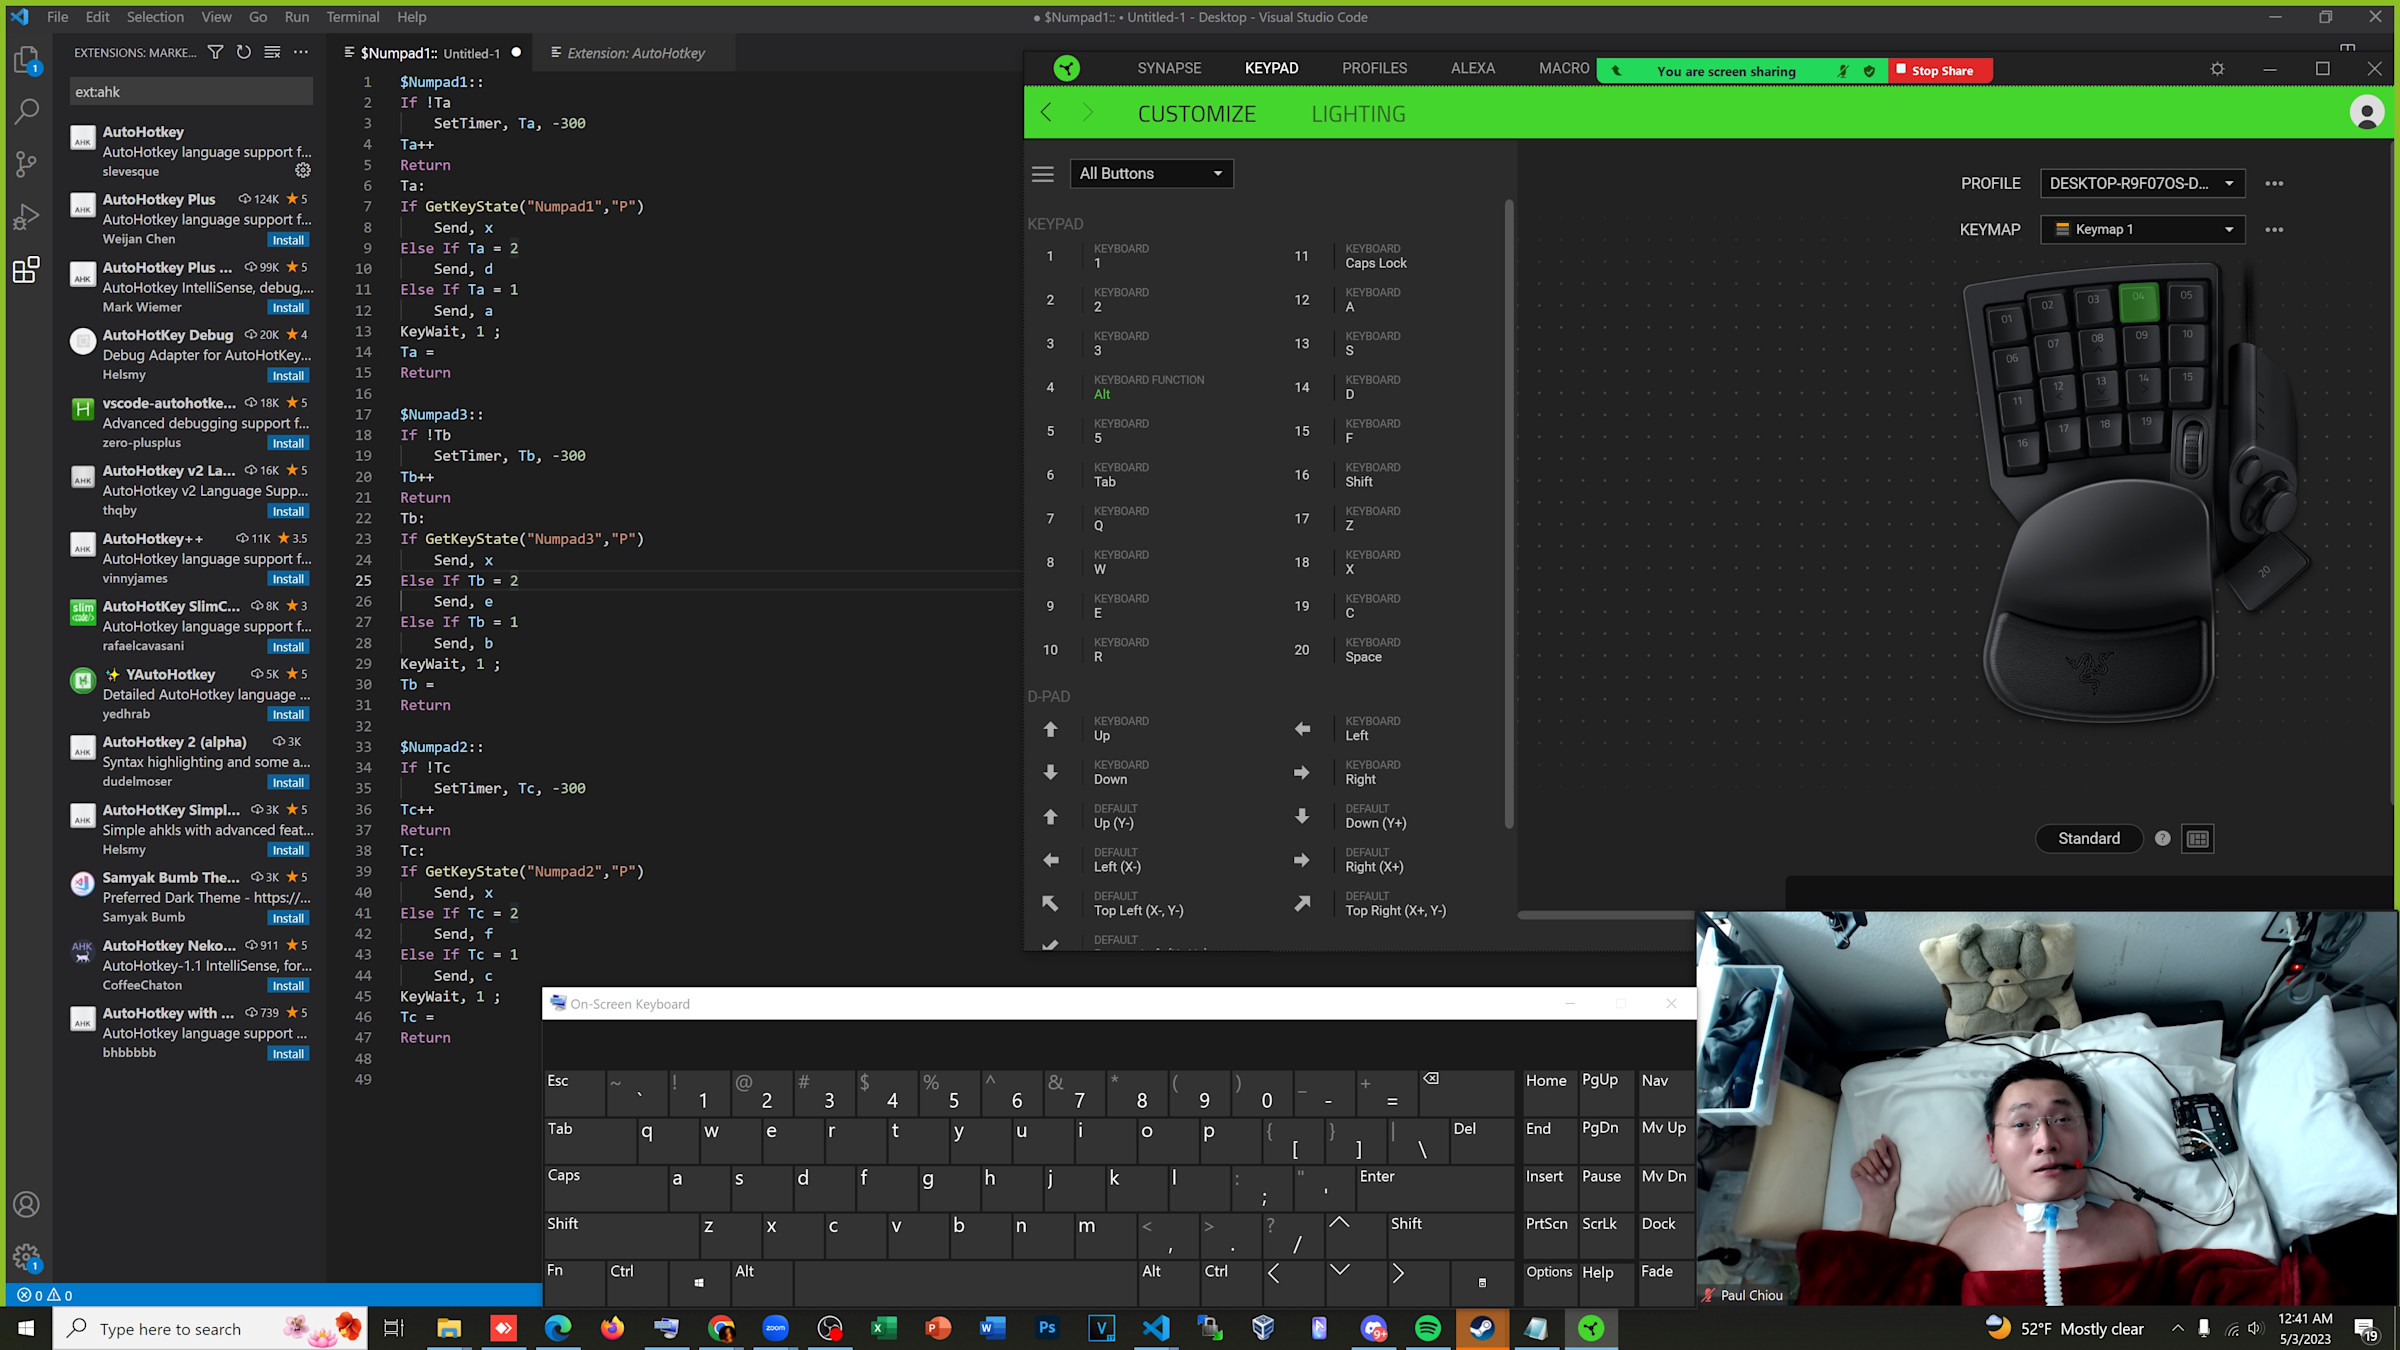 File Edit Selection View Go Run Terminal Help
● $Numpad1:: • Untitled-1 - Desktop - Visual Studio Code
EXTENSIONS: MARKE...
ext:ahk
AutoHotkey
AutoHotkey language support f...
slevesque
AutoHotkey Plus 124K 5
AutoHotkey language support f...
Weijan Chen Install
AutoHotkey Plus ... 99K 5
AutoHotkey IntelliSense, debug,...
Mark Wiemer Install
AutoHotKey Debug 20K 4
Debug Adapter for AutoHotKey...
Helsmy Install
vscode-autohotke... 18K 5
Advanced debugging support f...
zero-plusplus Install
AutoHotkey v2 La... 16K 5
AutoHotkey v2 Language Supp...
thqby Install
AutoHotkey++ 11K 3.5
AutoHotkey language support f...
vinnyjames Install
AutoHotKey SlimC... 8K 3
AutoHotkey language support f...
rafaelcavasani Install
YAutoHotkey 5K 5
Detailed AutoHotkey language ...
yedhrab Install
AutoHotkey 2 (alpha) 3K
Syntax highlighting and some a...
dudelmoser Install
AutoHotKey Simpl... 3K 5
Simple ahkls with advanced feat...
Helsmy Install
Samyak Bumb The... 3K 5
Preferred Dark Theme - https://...
Samyak Bumb Install
AutoHotkey Neko... 911 5
AutoHotkey-1.1 IntelliSense, for...
CoffeeChaton Install
AutoHotkey with ... 739 5
AutoHotkey language support ...
bhbbbbb Install
$Numpad1:: Untitled-1 ●
Extension: AutoHotkey
1 $Numpad1::
2 If !Ta
3 SetTimer, Ta, -300
4 Ta++
5 Return
6 Ta:
7 If GetKeyState("Numpad1","P")
8 Send, x
9 Else If Ta = 2
10 Send, d
11 Else If Ta = 1
12 Send, a
13 KeyWait, 1 ;
14 Ta =
15 Return
16
17 $Numpad3::
18 If !Tb
19 SetTimer, Tb, -300
20 Tb++
21 Return
22 Tb:
23 If GetKeyState("Numpad3","P")
24 Send, x
25 Else If Tb = 2
26 Send, e
27 Else If Tb = 1
28 Send, b
29 KeyWait, 1 ;
30 Tb =
31 Return
32
33 $Numpad2::
34 If !Tc
35 SetTimer, Tc, -300
36 Tc++
37 Return
38 Tc:
39 If GetKeyState("Numpad2","P")
40 Send, x
41 Else If Tc = 2
42 Send, f
43 Else If Tc = 1
44 Send, c
45 KeyWait, 1 ;
46 Tc =
47 Return
48
49
SYNAPSE KEYPAD PROFILES ALEXA MACRO
You are screen sharing Stop Share
CUSTOMIZE LIGHTING
All Buttons
PROFILE DESKTOP-R9F07OS-D...
KEYMAP Keymap 1
KEYPAD
1 KEYBOARD 1
11 KEYBOARD Caps Lock
2 KEYBOARD 2
12 KEYBOARD A
3 KEYBOARD 3
13 KEYBOARD S
4 KEYBOARD FUNCTION Alt
14 KEYBOARD D
5 KEYBOARD 5
15 KEYBOARD F
6 KEYBOARD Tab
16 KEYBOARD Shift
7 KEYBOARD Q
17 KEYBOARD Z
8 KEYBOARD W
18 KEYBOARD X
9 KEYBOARD E
19 KEYBOARD C
10 KEYBOARD R
20 KEYBOARD Space
D-PAD
KEYBOARD Up
KEYBOARD Left
KEYBOARD Down
KEYBOARD Right
DEFAULT Up (Y-)
DEFAULT Down (Y+)
DEFAULT Left (X-)
DEFAULT Right (X+)
DEFAULT Top Left (X-, Y-)
DEFAULT Top Right (X+, Y-)
DEFAULT
01 02 03 04 05
06 07 08 09 10
11 12 13 14 15
16 17 18 19
20
Standard ?
On-Screen Keyboard
Esc ~ ` ! 1 @ 2 # 3 $ 4 % 5 ^ 6 & 7 * 8 ( 9 ) 0 _ - + = Home PgUp Nav
Tab q w e r t y u i o p { [ } ] | \ Del End PgDn Mv Up
Caps a s d f g h j k l : ; " ' Enter Insert Pause Mv Dn
Shift z x c v b n m < , > . ? / Shift PrtScn ScrLk Dock
Fn Ctrl Alt Alt Ctrl Options Help Fade
Paul Chiou
0 0
Type here to search
zoom
Ps
9+
52°F Mostly clear
12:41 AM
5/3/2023
19